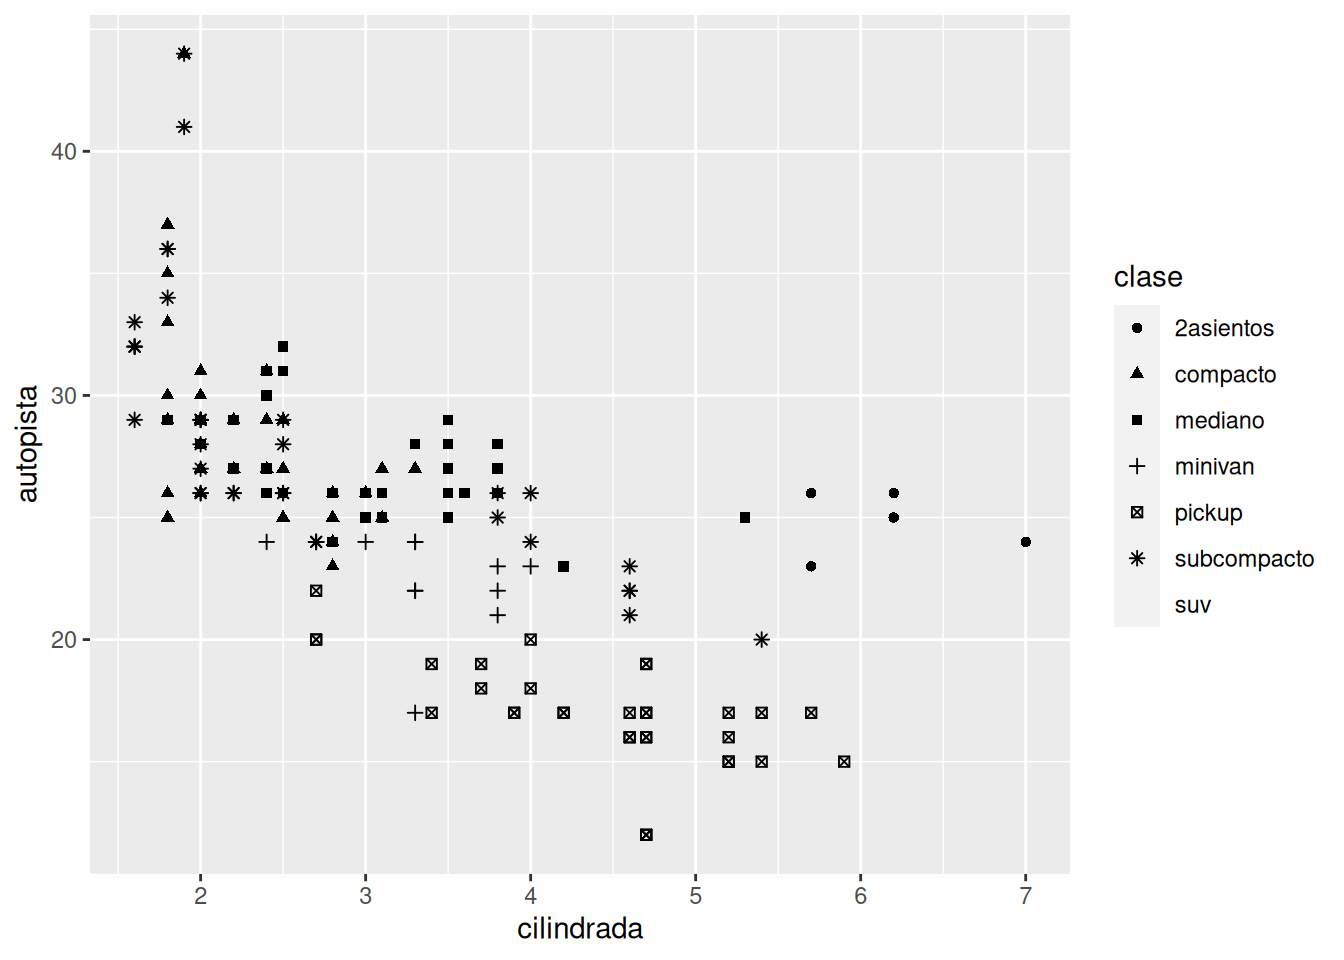 40
30
20
autopista
2 3 4 5 6 7
cilindrada
clase
2asientos
compacto
mediano
minivan
pickup
subcompacto
suv